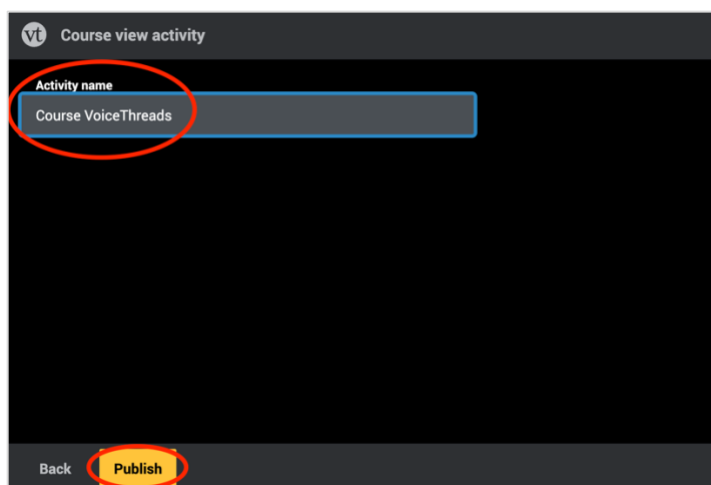 vt Course view activity
Activity name
Course VoiceThreads
Back Publish